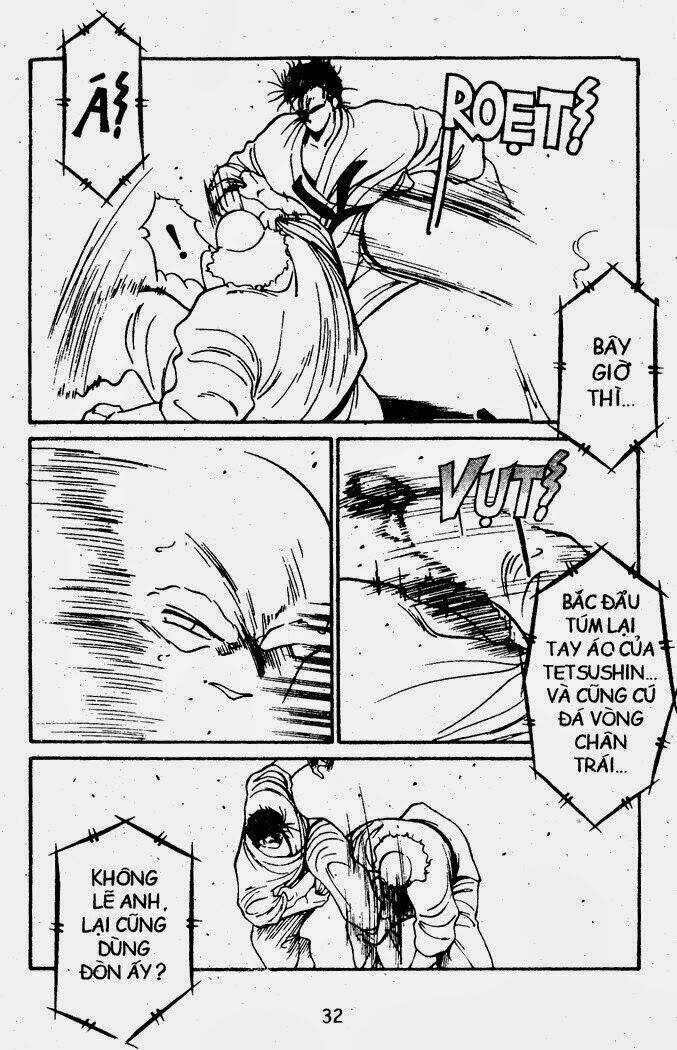 Á!
ROẸT!
!
BÂY
GIỜ
THÌ...
VỤT!
BẮC ĐẨU
TÚM LẠI
TAY ÁO CỦA
TETSUSHIN...
VÀ CŨNG CÚ
ĐÁ VÒNG
CHÂN
TRÁI...
KHÔNG
LẼ ANH,
LẠI CŨNG
DÙNG
ĐÒN ẤY?
32